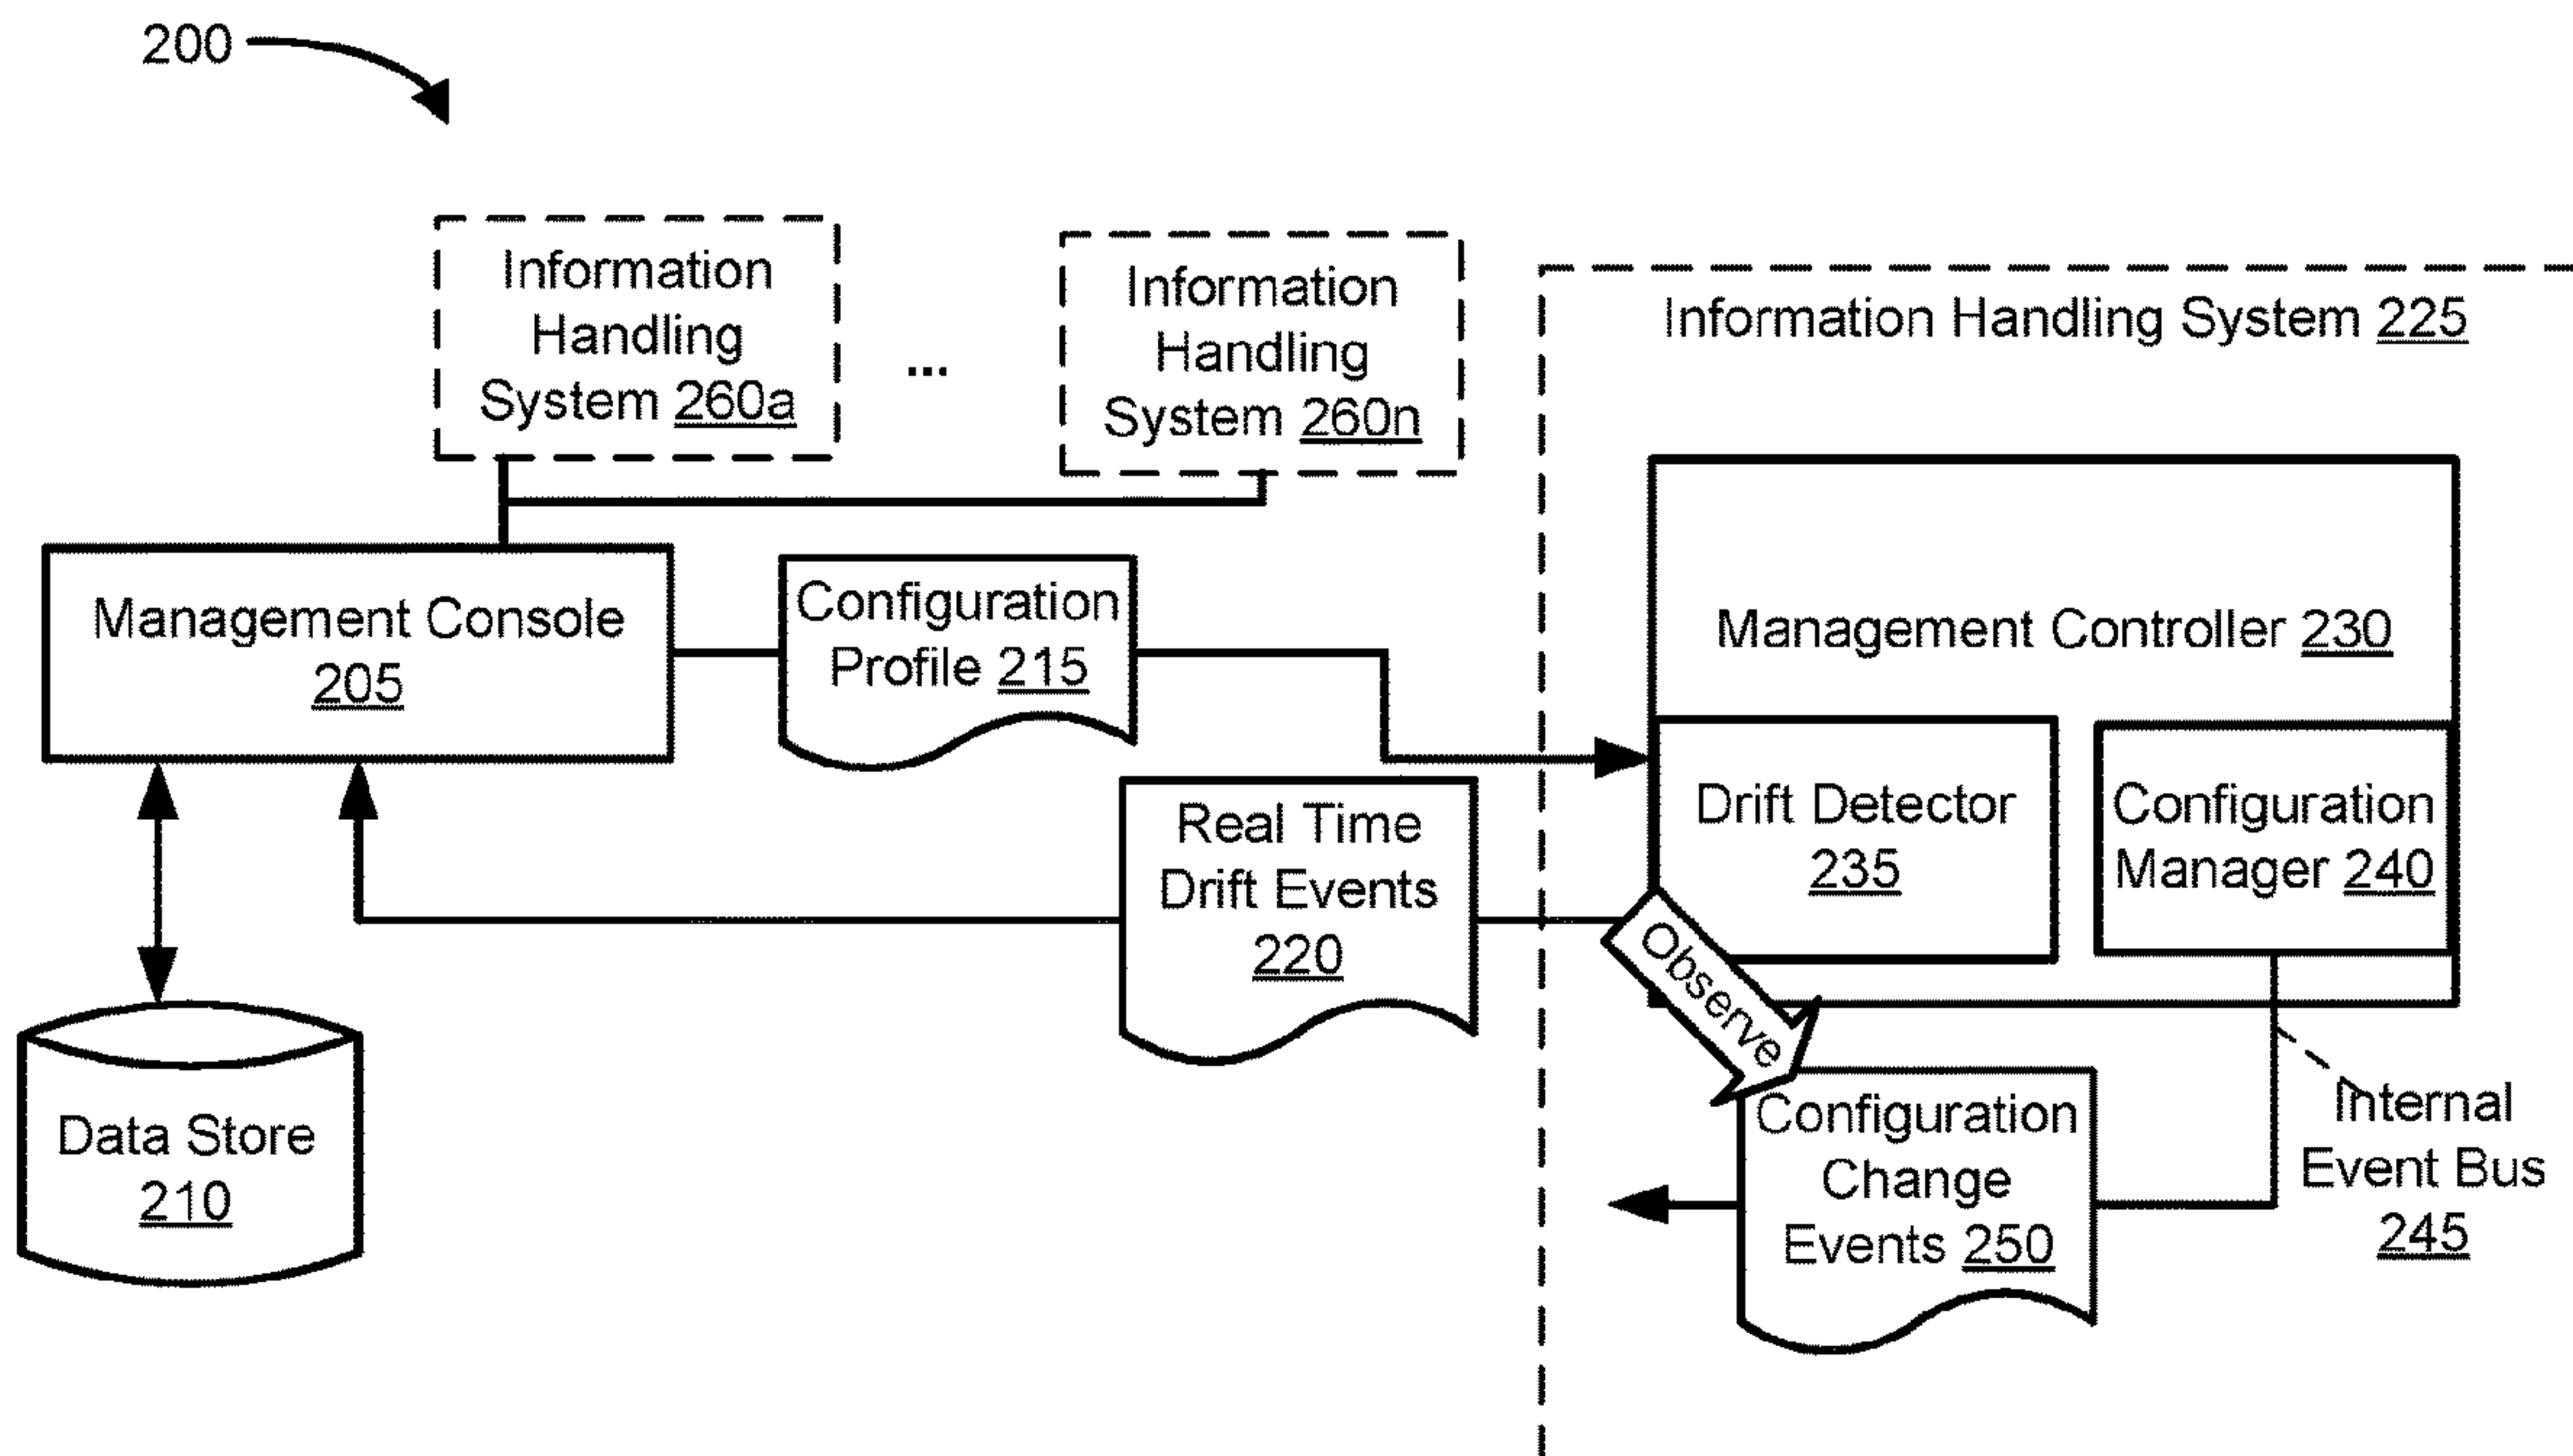 200
Information
Handling
System 260a
...
Information
Handling
System 260n
Information Handling System 225
Management Console
205
Configuration
Profile 215
Management Controller 230
Drift Detector
235
Configuration
Manager 240
Real Time
Drift Events
220
Observe
Data Store
210
Configuration
Change
Events 250
Internal
Event Bus
245